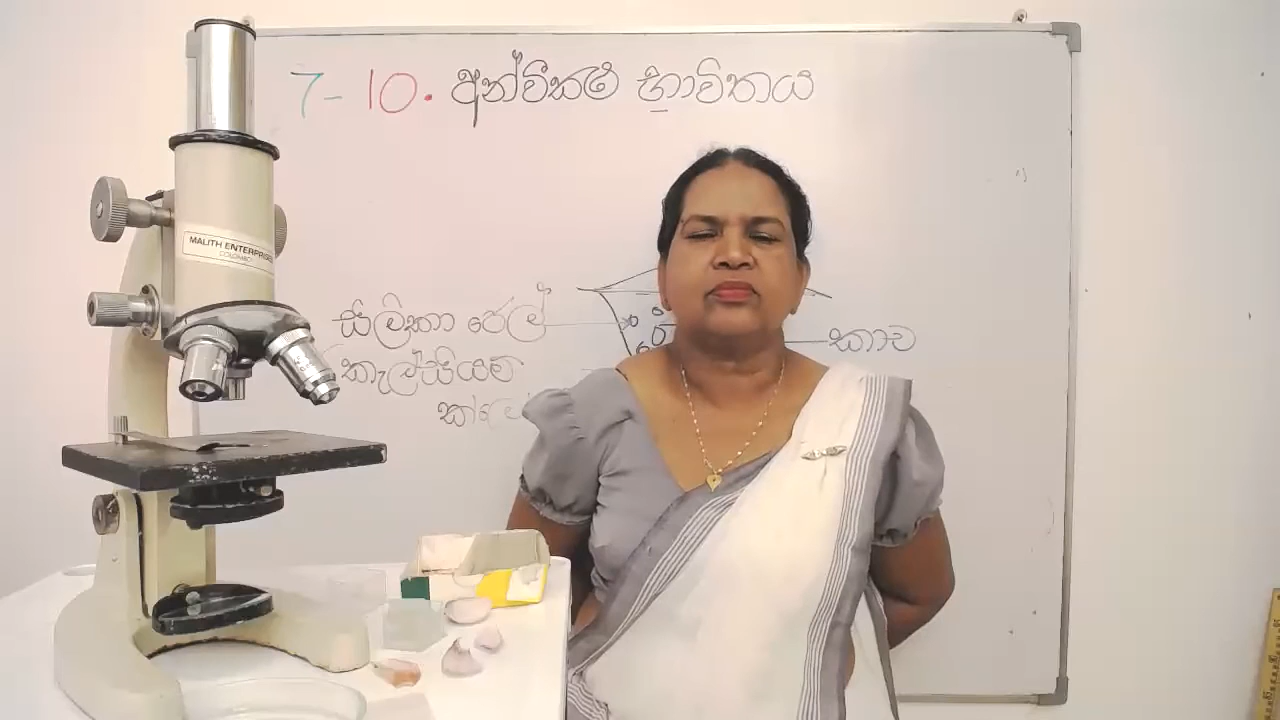 7-10. අන්වීක්ෂ භාවිතය
සිලිකා ජෙල්
කැල්සියම්
කාච
MALITH ENTERPRISES
COLOMBO